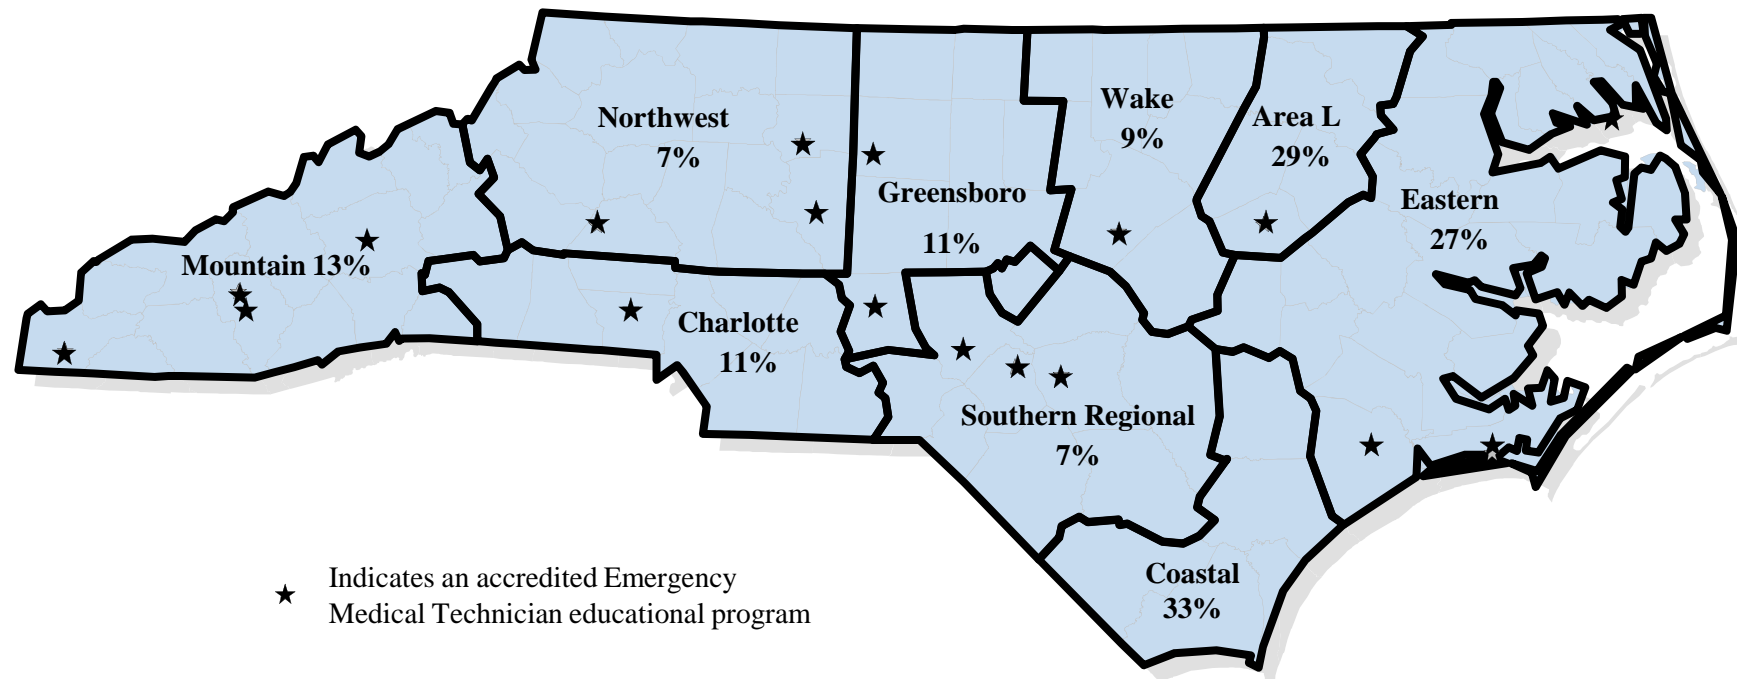 Northwest
7%
Wake
9%
Area L
29%
Greensboro
11%
Eastern
27%
Mountain 13%
Charlotte
11%
Southern Regional
7%
Coastal
33%
Indicates an accredited Emergency
Medical Technician educational program